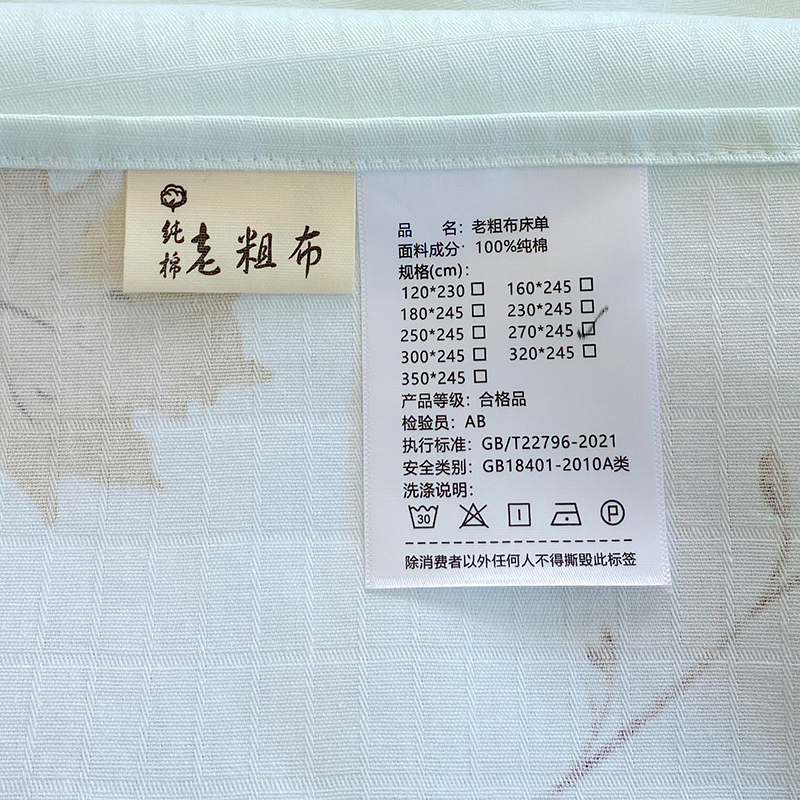 纯棉
老粗布
品　　名：老粗布床单
面料成分：100%纯棉
规格(cm)：
120*230 □ 160*245 □
180*245 □ 230*245 □
250*245 □ 270*245 ☑
300*245 □ 320*245 □
350*245 □
产品等级：合格品
检验员：AB
执行标准：GB/T22796-2021
安全类别：GB18401-2010A类
洗涤说明：
30 P
除消费者以外任何人不得撕毁此标签